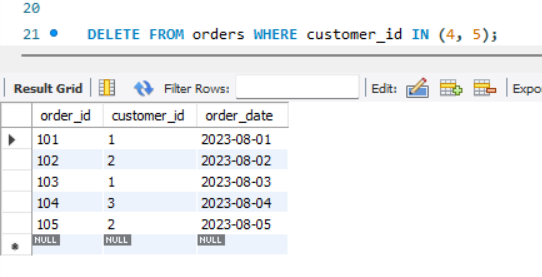 20
21 DELETE FROM orders WHERE customer_id IN (4, 5);
Result Grid Filter Rows: Edit: Expo
order_id customer_id order_date
101 1 2023-08-01
102 2 2023-08-02
103 1 2023-08-03
104 3 2023-08-04
105 2 2023-08-05
NULL NULL NULL